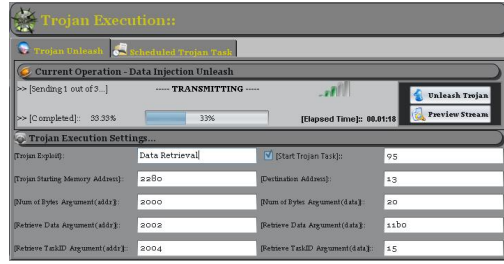 Trojan Execution::
Trojan Unleash
Scheduled Trojan Task
Current Operation - Data Injection Unleash
>> [Sending 1 out of 3...]
----- TRANSMITTING -----
Unleash Trojan
>> [Completed]:: 33.33%
33%
[Elapsed Time]:: 00.01:18
Preview Stream
Trojan Execution Settings...
[Trojan Exploit]:: Data Retrieval
[Start Trojan Task]:: 95
[Trojan Starting Memory Address]:: 2280
[Destination Address]:: 13
[Num of Bytes Argument(addr)]:: 2000
[Num of Bytes Argument(data)]:: 20
[Retrieve Data Argument(addr)]:: 2002
[Retrieve Data Argument(data)]:: 11b0
[Retrieve TaskID Argument(addr)]:: 2004
[Retrieve TaskID Argument(data)]:: 15